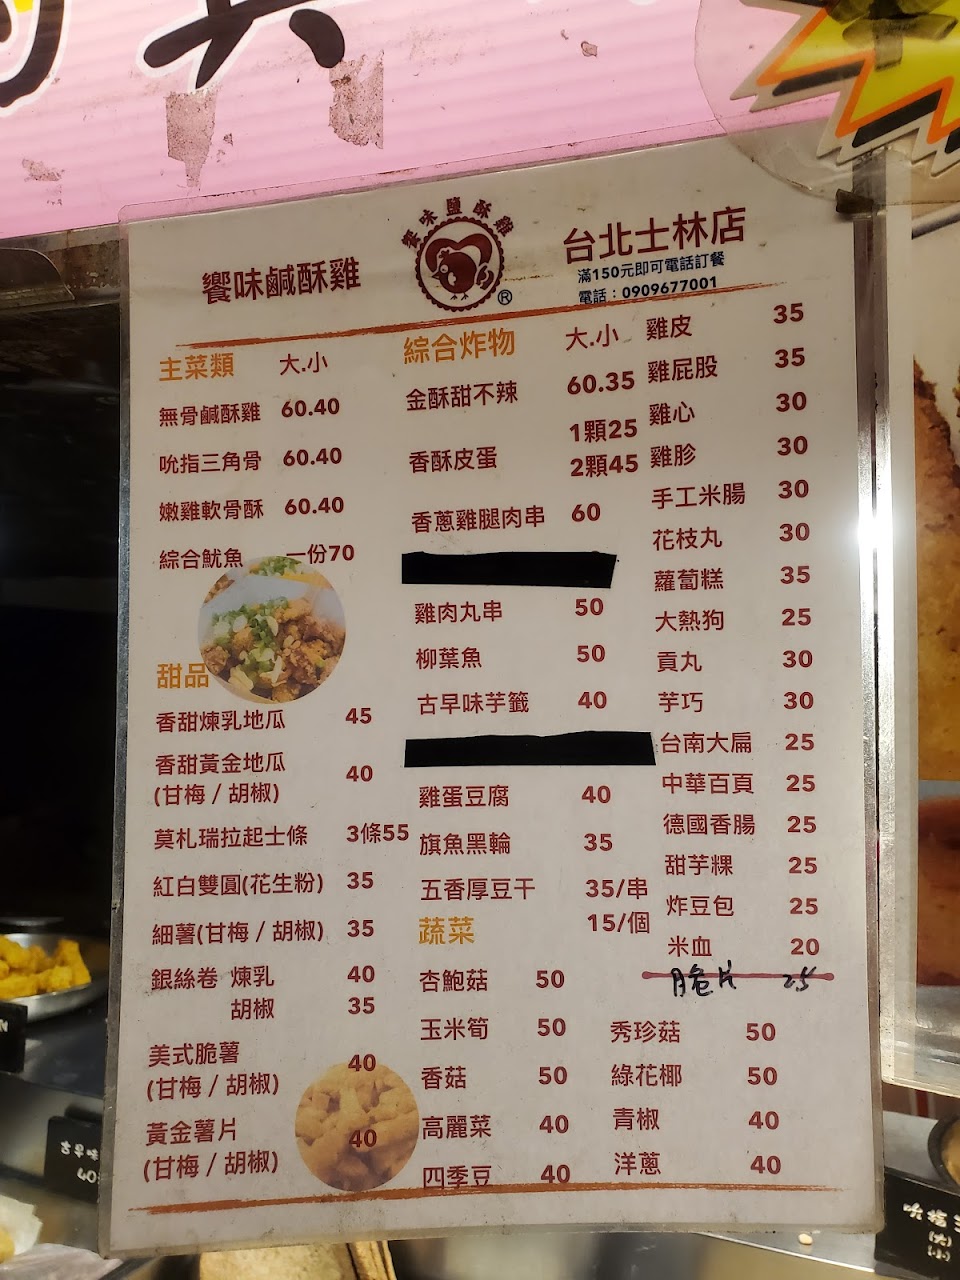 饗味鹽酥雞
饗味鹹酥雞
®
台北士林店
滿150元即可電話訂餐
電話：0909677001
主菜類 大.小
無骨鹹酥雞 60.40
吮指三角骨 60.40
嫩雞軟骨酥 60.40
綜合魷魚 一份70
甜品
香甜煉乳地瓜 45
香甜黃金地瓜 40
(甘梅 / 胡椒)
莫札瑞拉起士條 3條55
紅白雙圓(花生粉) 35
細薯(甘梅 / 胡椒) 35
銀絲卷 煉乳 40
胡椒 35
美式脆薯 40
(甘梅 / 胡椒)
黃金薯片 40
(甘梅 / 胡椒)
綜合炸物 大.小
金酥甜不辣 60.35
香酥皮蛋 1顆25
2顆45
香蔥雞腿肉串 60
雞肉丸串 50
柳葉魚 50
古早味芋籤 40
雞蛋豆腐 40
旗魚黑輪 35
五香厚豆干 35/串
15/個
雞皮 35
雞屁股 35
雞心 30
雞胗 30
手工米腸 30
花枝丸 30
蘿蔔糕 35
大熱狗 25
貢丸 30
芋巧 30
台南大扁 25
中華百頁 25
德國香腸 25
甜芋粿 25
炸豆包 25
米血 20
脆片 25
蔬菜
杏鮑菇 50
玉米筍 50
香菇 50
高麗菜 40
四季豆 40
秀珍菇 50
綠花椰 50
青椒 40
洋蔥 40
古早味
40
吮指
(大)
(小)